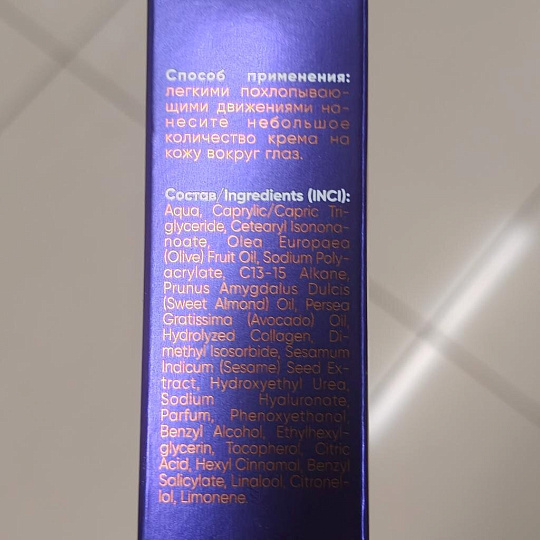 Способ применения:
легкими похлопываю-
щими движениями на-
несите небольшое
количество крема на
кожу вокруг глаз.
Состав/Ingredients (INCI):
Aqua, Caprylic/Capric Tri-
glyceride, Cetearyl Isonona-
noate, Olea Europaea
(Olive) Fruit Oil, Sodium Poly-
acrylate, C13-15 Alkane,
Prunus Amygdalus Dulcis
(Sweet Almond) Oil, Persea
Gratissima (Avocado) Oil,
Hydrolyzed Collagen, Di-
methyl Isosorbide, Sesamum
Indicum (Sesame) Seed Ex-
tract, Hydroxyethyl Urea,
Sodium Hyaluronate,
Parfum, Phenoxyethanol,
Benzyl Alcohol, Ethylhexyl-
glycerin, Tocopherol, Citric
Acid, Hexyl Cinnamal, Benzyl
Salicylate, Linalool, Citronel-
lol, Limonene.